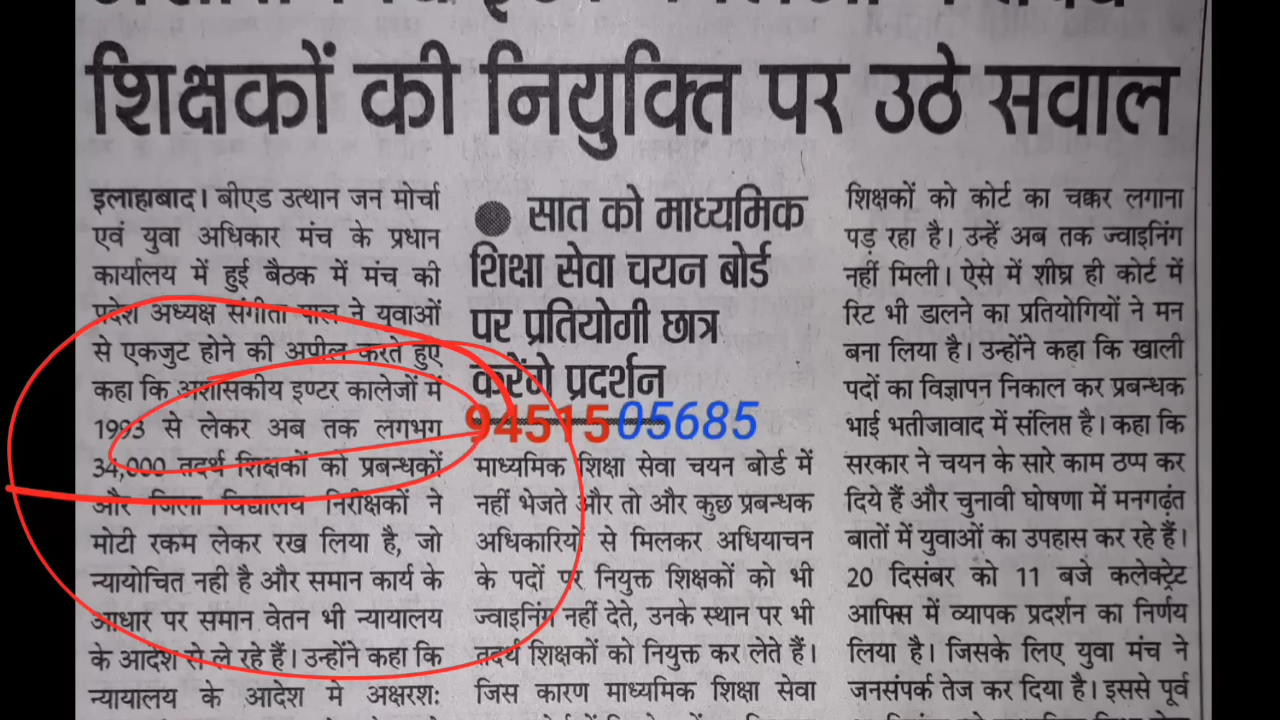 शिक्षकों की नियुक्ति पर उठे सवाल
इलाहाबाद। बीएड उत्थान जन मोर्चा
एवं युवा अधिकार मंच के प्रधान
कार्यालय में हुई बैठक में मंच की
प्रदेश अध्यक्ष संगीता पाल ने युवाओं
से एकजुट होने की अपील करते हुए
कहा कि अशासकीय इण्टर कालेजों में
1993 से लेकर अब तक लगभग
34,000 तदर्थ शिक्षकों को प्रबन्धकों
और जिला विद्यालय निरीक्षकों ने
मोटी रकम लेकर रख लिया है, जो
न्यायोचित नही है और समान कार्य के
आधार पर समान वेतन भी न्यायालय
के आदेश से ले रहे हैं। उन्होंने कहा कि
न्यायालय के आदेश मे अक्षरशः
● सात को माध्यमिक
शिक्षा सेवा चयन बोर्ड
पर प्रतियोगी छात्र
करेंगे प्रदर्शन
9451505685
माध्यमिक शिक्षा सेवा चयन बोर्ड में
नहीं भेजते और तो और कुछ प्रबन्धक
अधिकारियों से मिलकर अधियाचन
के पदों पर नियुक्त शिक्षकों को भी
ज्वाइनिंग नहीं देते, उनके स्थान पर भी
तदर्थ शिक्षकों को नियुक्त कर लेते हैं।
जिस कारण माध्यमिक शिक्षा सेवा
शिक्षकों को कोर्ट का चक्कर लगाना
पड़ रहा है। उन्हें अब तक ज्वाइनिंग
नहीं मिली। ऐसे में शीघ्र ही कोर्ट में
रिट भी डालने का प्रतियोगियों ने मन
बना लिया है। उन्होंने कहा कि खाली
पदों का विज्ञापन निकाल कर प्रबन्धक
भाई भतीजावाद में संलिप्त है। कहा कि
सरकार ने चयन के सारे काम ठप्प कर
दिये हैं और चुनावी घोषणा में मनगढ़ंत
बातों में युवाओं का उपहास कर रहे हैं।
20 दिसंबर को 11 बजे कलेक्ट्रेट
आफिस में व्यापक प्रदर्शन का निर्णय
लिया है। जिसके लिए युवा मंच ने
जनसंपर्क तेज कर दिया है। इससे पूर्व